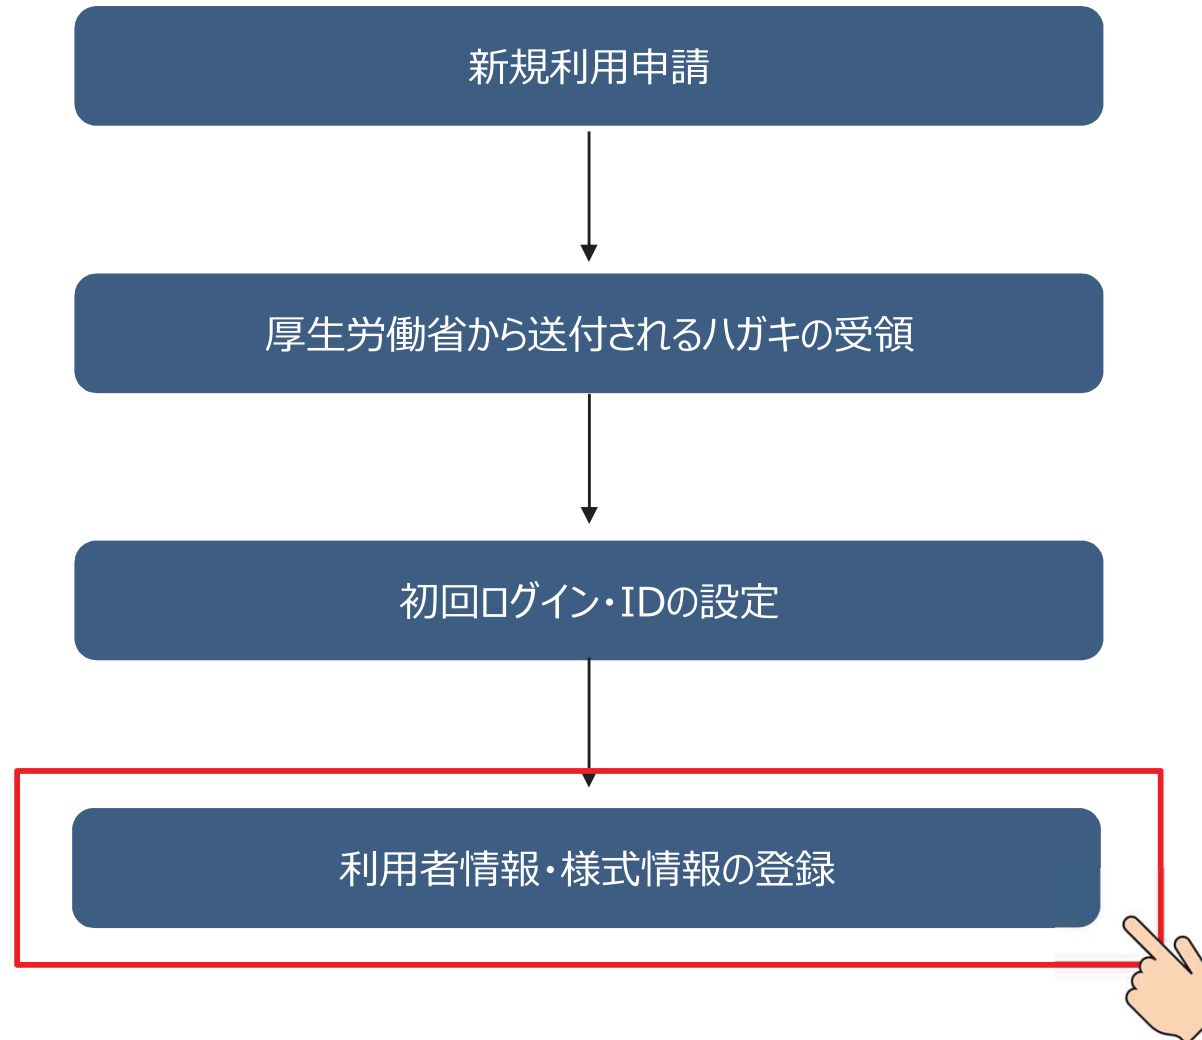 新規利用申請
厚生労働省から送付されるハガキの受領
初回ログイン・IDの設定
利用者情報・様式情報の登録